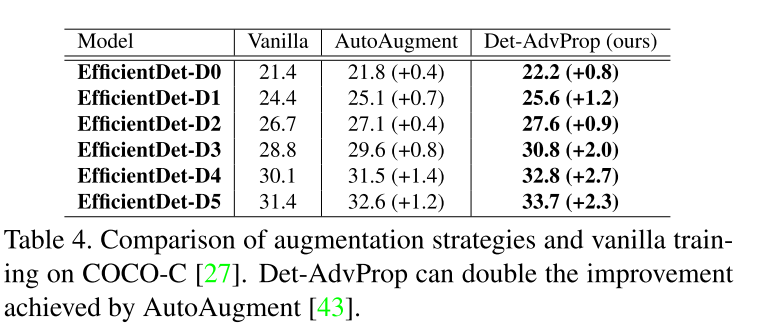 Model Vanilla AutoAugment Det-AdvProp (ours)
EfficientDet-D0 21.4 21.8 (+0.4) 22.2 (+0.8)
EfficientDet-D1 24.4 25.1 (+0.7) 25.6 (+1.2)
EfficientDet-D2 26.7 27.1 (+0.4) 27.6 (+0.9)
EfficientDet-D3 28.8 29.6 (+0.8) 30.8 (+2.0)
EfficientDet-D4 30.1 31.5 (+1.4) 32.8 (+2.7)
EfficientDet-D5 31.4 32.6 (+1.2) 33.7 (+2.3)
Table 4. Comparison of augmentation strategies and vanilla train-
ing on COCO-C [27]. Det-AdvProp can double the improvement
achieved by AutoAugment [43].